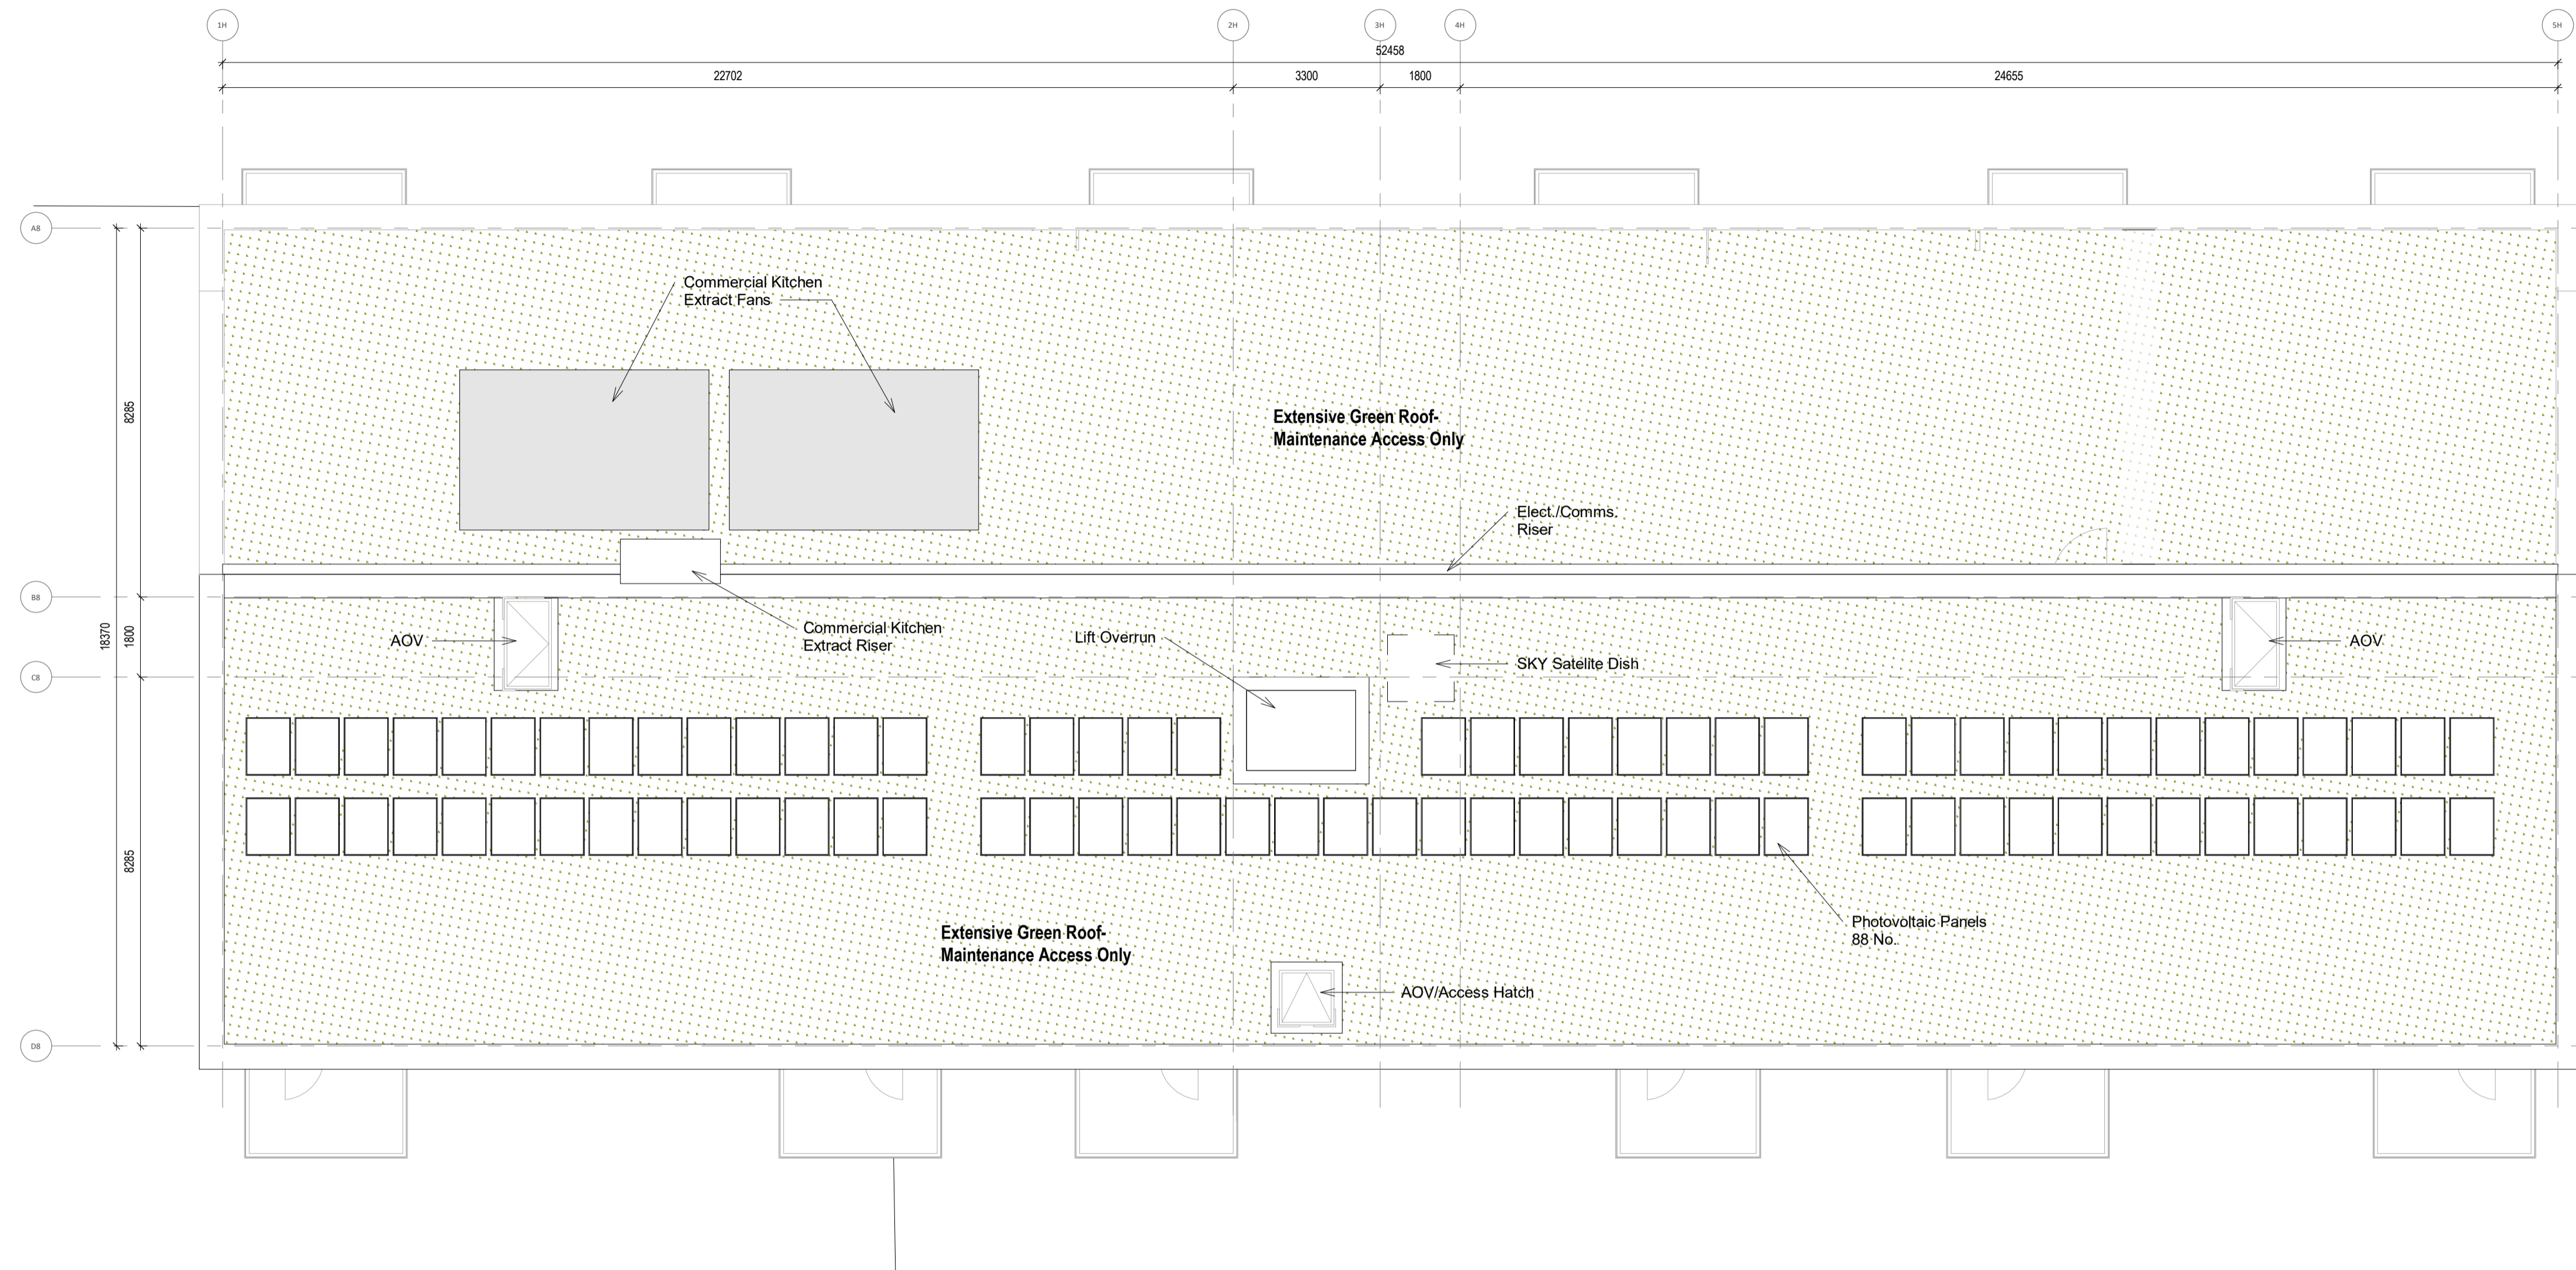 1H
2H
3H
4H
5H
52458
22702
3300
1800
24655
A8
Commercial Kitchen
Extract Fans
8285
Extensive Green Roof-
Maintenance Access Only
Elect./Comms.
Riser
B8
18370
1800
AOV
Commercial Kitchen
Extract Riser
Lift Overrun
SKY Satelite Dish
AOV
C8
8285
Photovoltaic Panels
88 No.
Extensive Green Roof-
Maintenance Access Only
AOV/Access Hatch
D8